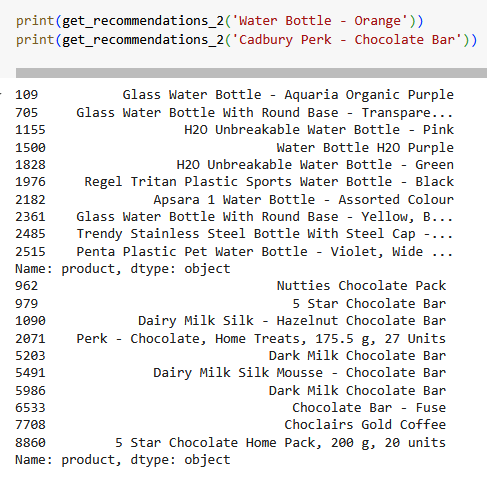 print(get_recommendations_2('Water Bottle - Orange'))
print(get_recommendations_2('Cadbury Perk - Chocolate Bar'))
109 Glass Water Bottle - Aquaria Organic Purple
705 Glass Water Bottle With Round Base - Transpare...
1155 H2O Unbreakable Water Bottle - Pink
1500 Water Bottle H2O Purple
1828 H2O Unbreakable Water Bottle - Green
1976 Regel Tritan Plastic Sports Water Bottle - Black
2182 Apsara 1 Water Bottle - Assorted Colour
2361 Glass Water Bottle With Round Base - Yellow, B...
2485 Trendy Stainless Steel Bottle With Steel Cap -...
2515 Penta Plastic Pet Water Bottle - Violet, Wide ...
Name: product, dtype: object
962 Nutties Chocolate Pack
979 5 Star Chocolate Bar
1090 Dairy Milk Silk - Hazelnut Chocolate Bar
2071 Perk - Chocolate, Home Treats, 175.5 g, 27 Units
5203 Dark Milk Chocolate Bar
5491 Dairy Milk Silk Mousse - Chocolate Bar
5986 Dark Milk Chocolate Bar
6533 Chocolate Bar - Fuse
7708 Choclairs Gold Coffee
8860 5 Star Chocolate Home Pack, 200 g, 20 units
Name: product, dtype: object